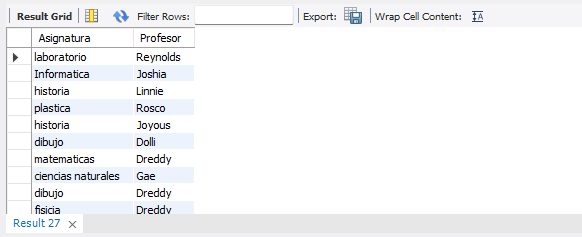 Result Grid Filter Rows: Export: Wrap Cell Content:
Asignatura Profesor
laboratorio Reynolds
Informatica Joshia
historia Linnie
plastica Rosco
historia Joyous
dibujo Dolli
matematicas Dreddy
ciencias naturales Gae
dibujo Dreddy
fisicia Dreddy
Result 27